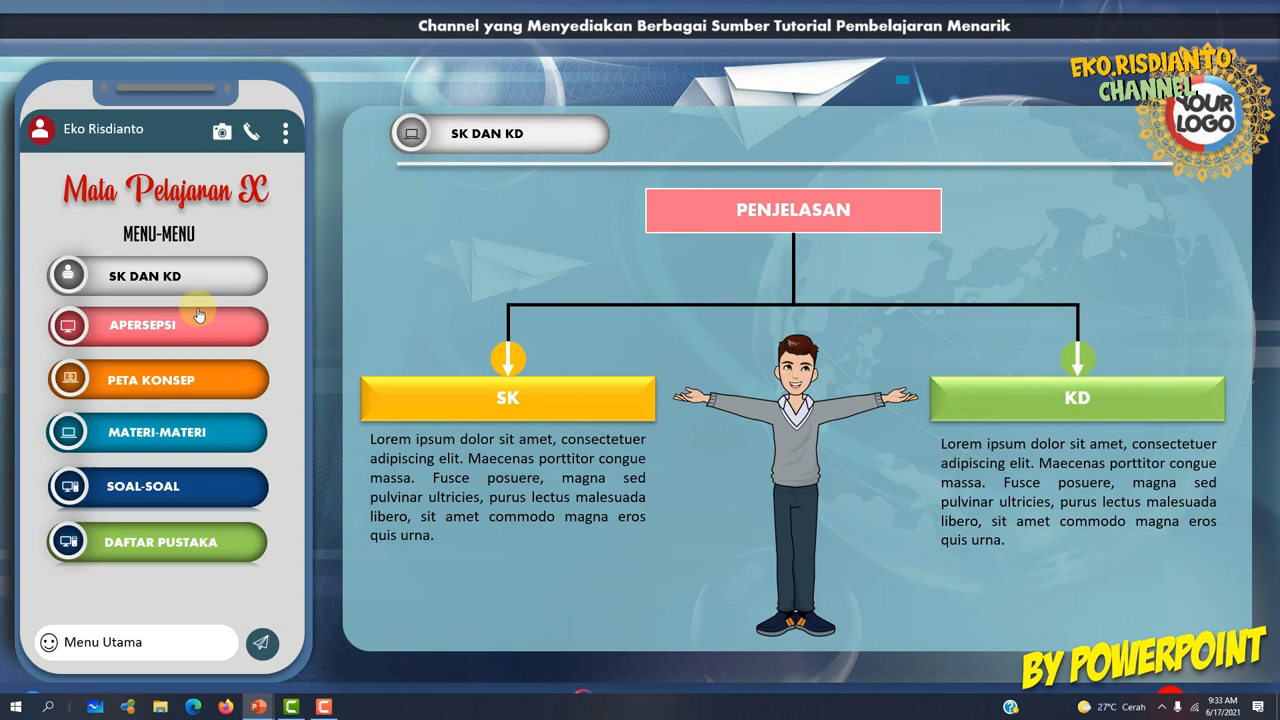 Channel yang Menyediakan Berbagai Sumber Tutorial Pembelajaran Menarik
EKO.RISDIANTO
CHANNEL
YOUR
LOGO
Eko Risdianto
Mata Pelajaran X
MENU-MENU
SK DAN KD
APERSEPSI
PETA KONSEP
MATERI-MATERI
SOAL-SOAL
DAFTAR PUSTAKA
Menu Utama
SK DAN KD
PENJELASAN
SK
Lorem ipsum dolor sit amet, consectetuer
adipiscing elit. Maecenas porttitor congue
massa. Fusce posuere, magna sed
pulvinar ultricies, purus lectus malesuada
libero, sit amet commodo magna eros
quis urna.
KD
Lorem ipsum dolor sit amet, consectetuer
adipiscing elit. Maecenas porttitor congue
massa. Fusce posuere, magna sed
pulvinar ultricies, purus lectus malesuada
libero, sit amet commodo magna eros
quis urna.
BY POWERPOINT
27°C Cerah
9:33 AM
6/17/2021